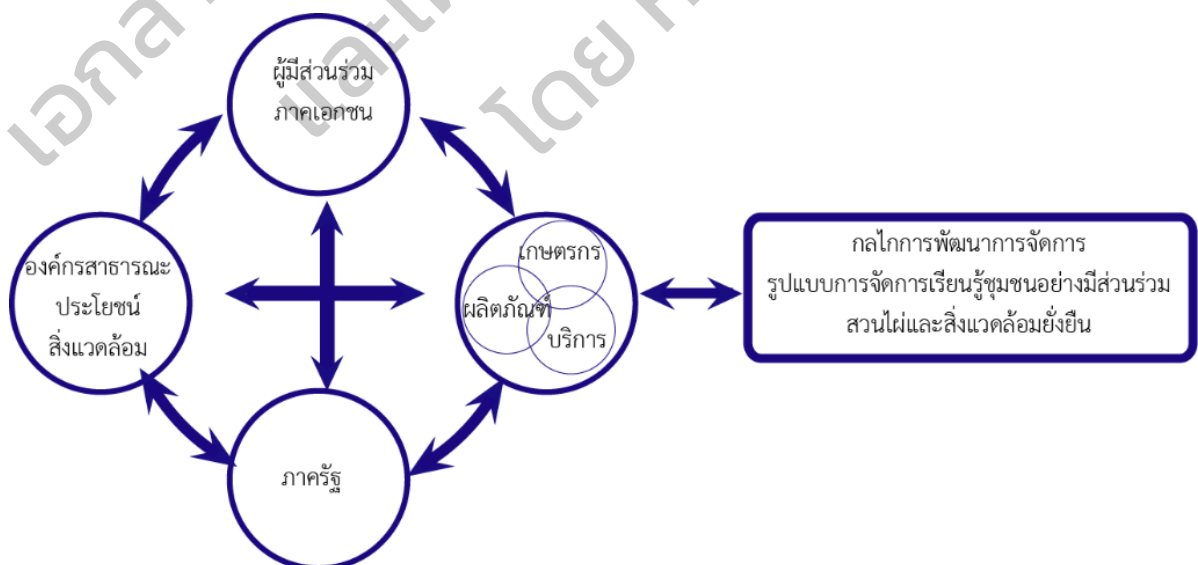 ผู้มีส่วนร่วม
ภาคเอกชน
องค์กรสาธารณะ
ประโยชน์
สิ่งแวดล้อม
เกษตรกร
ผลิตภัณฑ์
บริการ
ภาครัฐ
กลไกการพัฒนาการจัดการ
รูปแบบการจัดการเรียนรู้ชุมชนอย่างมีส่วนร่วม
สวนไผ่และสิ่งแวดล้อมยั่งยืน
โดย